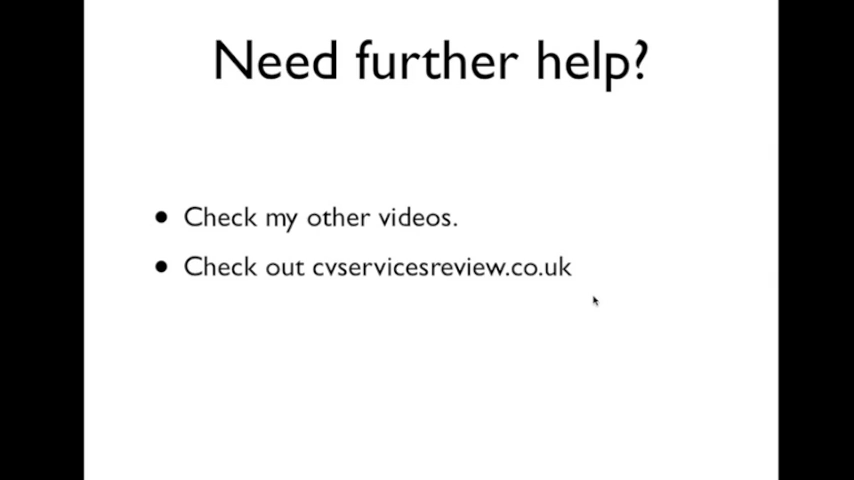 Need further help?
• Check my other videos.
• Check out cvservicesreview.co.uk